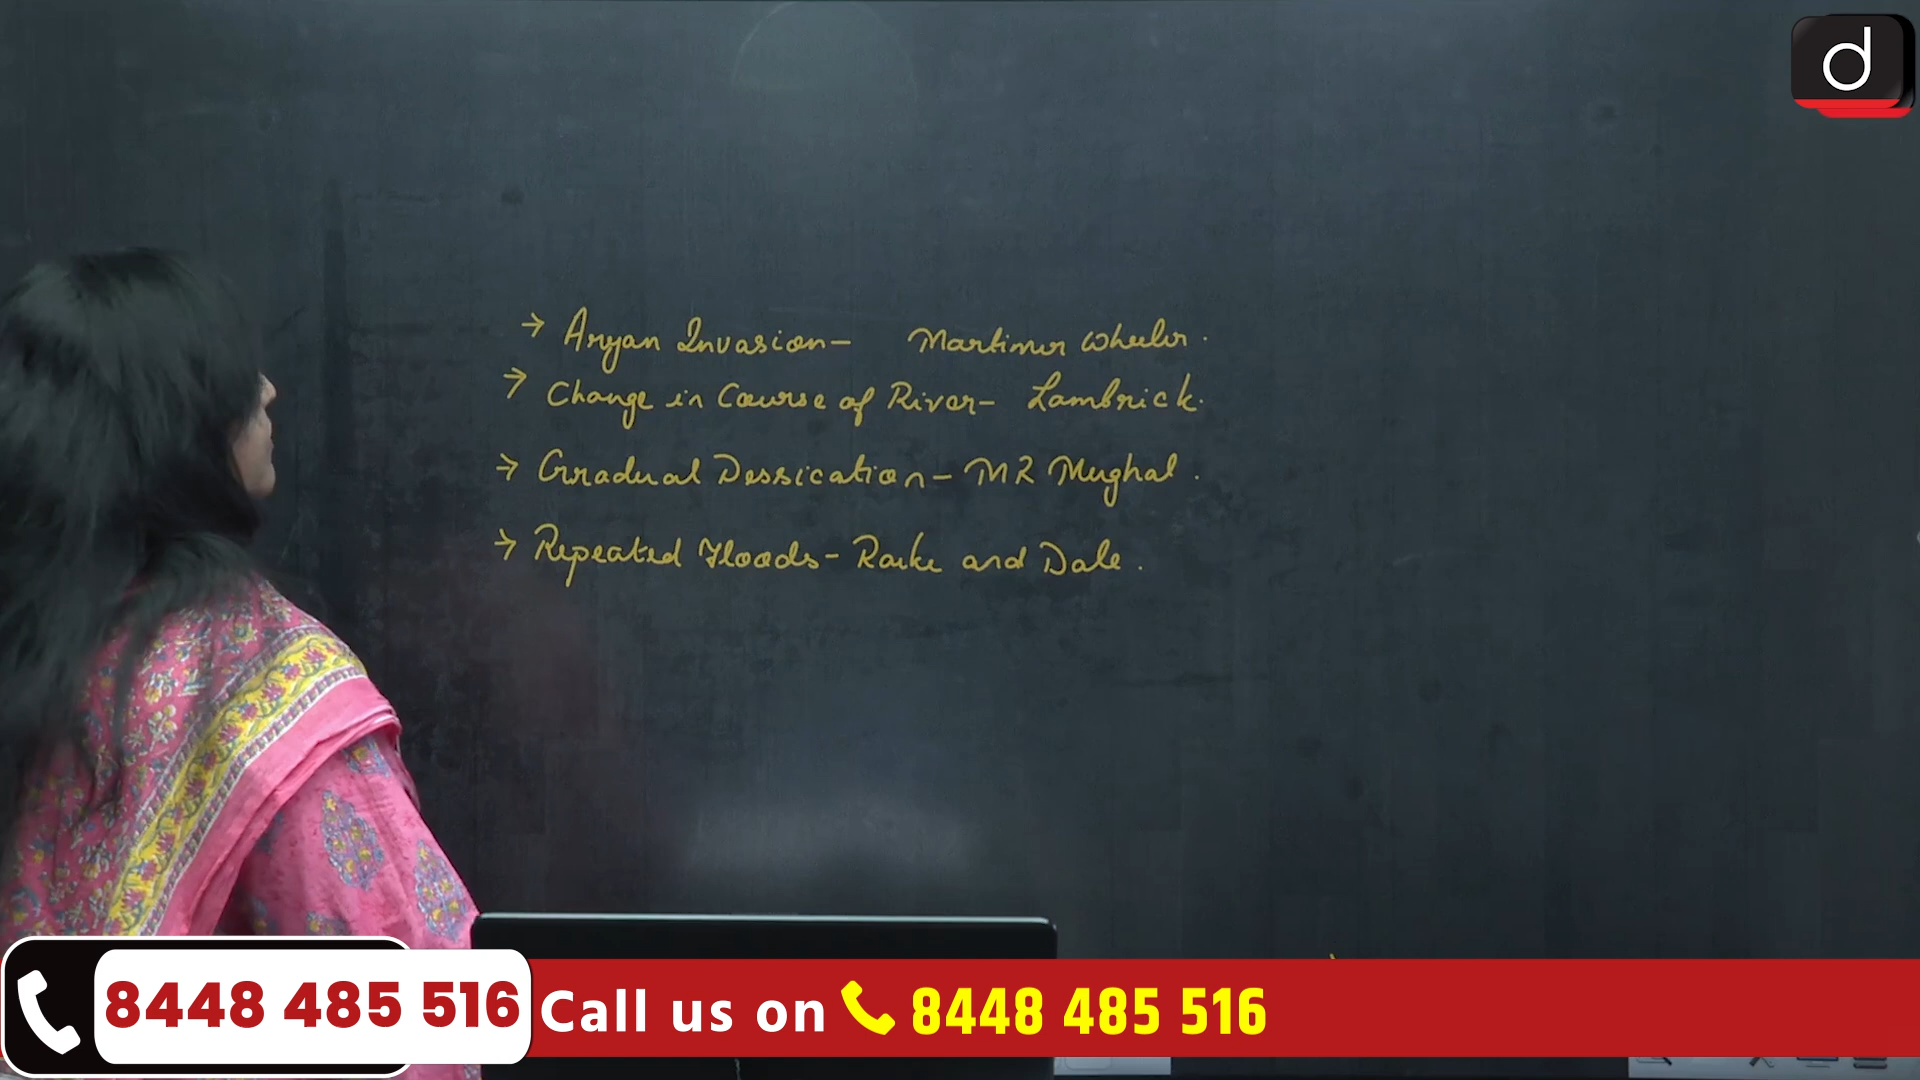 d
→ Aryan Invasion- Martimer Wheeler.
→ Change in Course of River- Lambrick.
→ Gradual Dessication- MR Mughal.
→ Repeated Floods- Raike and Dale.
8448 485 516
Call us on 8448 485 516